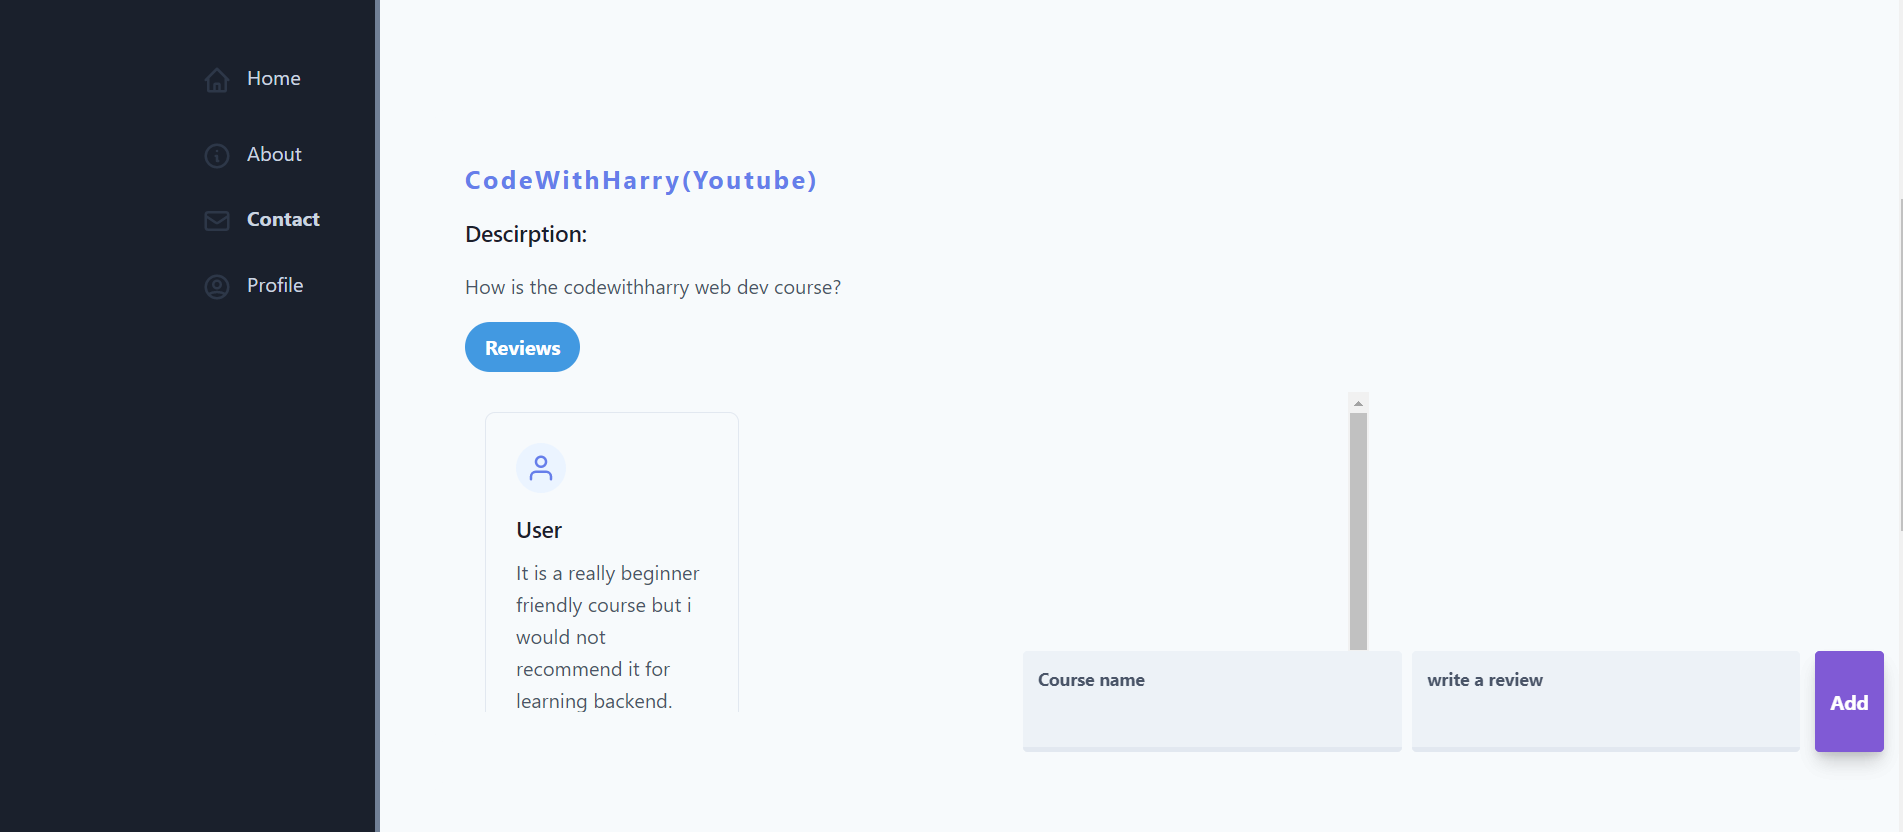 Home
About
Contact
Profile
CodeWithHarry(Youtube)
Descirption:
How is the codewithharry web dev course?
Reviews
User
It is a really beginner
friendly course but i
would not
recommend it for
learning backend.
Course name
write a review
Add